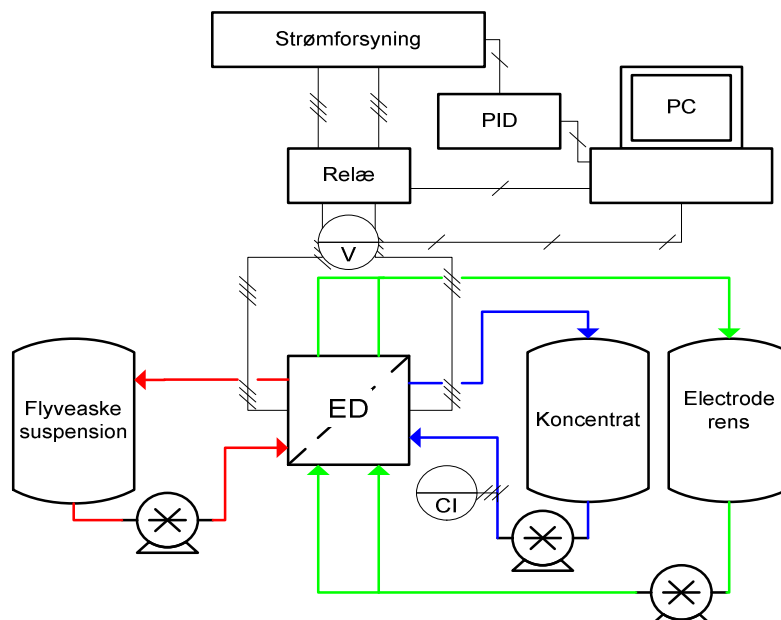 Strømforsyning
PID
PC
Relæ
V
Flyveaske
suspension
ED
Koncentrat
Electrode
rens
CI